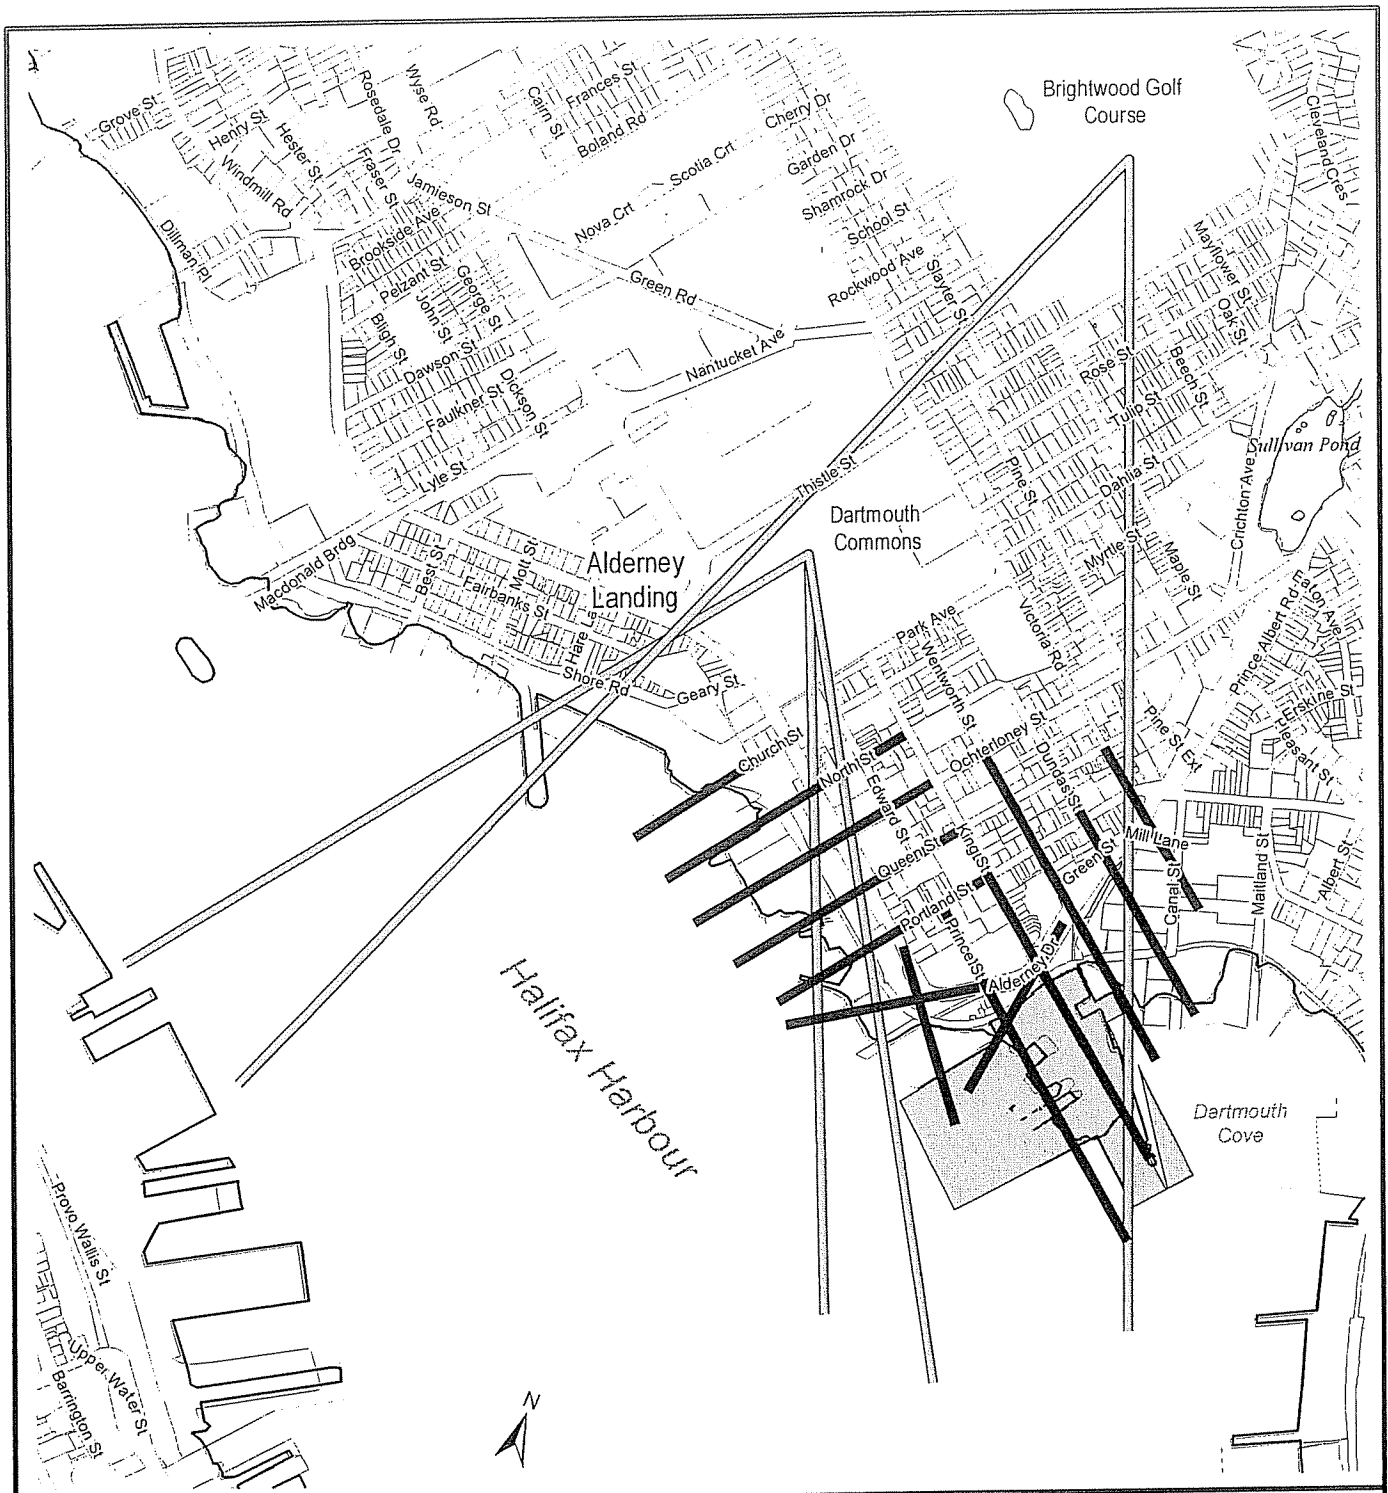 Brightwood Golf
Course
Grove St
Henry St
Hester St
Windmill Rd
Rosedale Dr
Wyse Rd
Fraser St
Jamieson St
Cairn St
Frances St
Boland Rd
Cherry Dr
Garden Dr
Shamrock Dr
School St
Scotia Crt
Nova Crt
Rockwood Ave
Slayter St
Cleveland Cres
Mayflower St
Oak St
Dillman Pl
Brookside Ave
Pelzant St
George St
John St
Bligh St
Dawson St
Green Rd
Nantucket Ave
Faulkner St
Dickson St
Lyle St
Rose St
Beech St
Tulip St
Sullivan Pond
Dahlia St
Pine St
Crichton Ave
Thistle St
Dartmouth
Commons
Myrtle St
Maple St
Macdonald Brdg
Best St
Mott St
Fairbanks St
Alderney
Landing
Hare La
Shore Rd
Geary St
Park Ave
Wentworth St
Victoria Rd
Eaton Ave
Prince Albert Rd
Erskine St
Pleasant St
Pine St Ext
Church St
North St
Ochterloney St
Dundas St
Edward St
Queen St
King St
Green St
Mill Lane
Canal St
Maitland St
Albert St
Portland St
Prince St
Alderney Dr
Halifax Harbour
Dartmouth
Cove
Provo Wallis St
Upper Water St
Barrington St
N